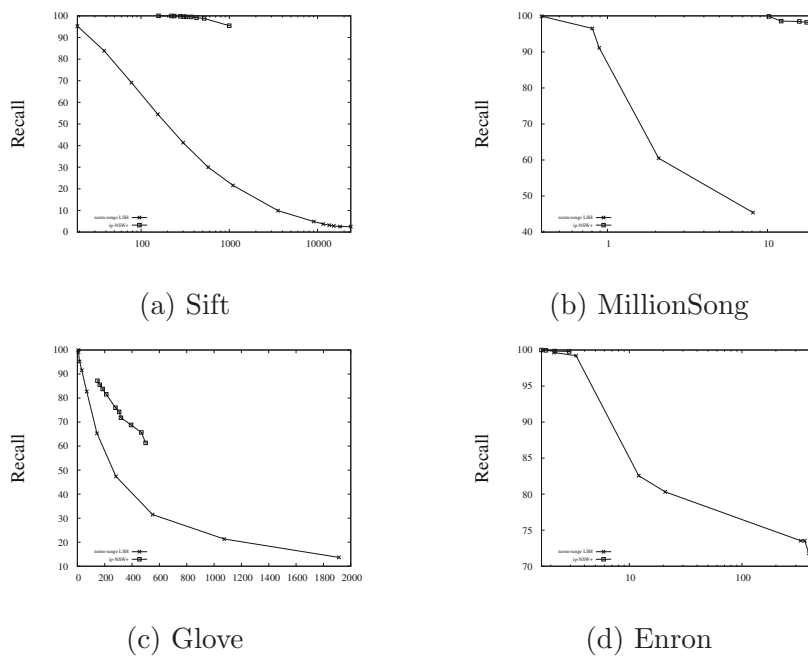 100
90
80
70
60
50
40
30
20
10
0
Recall
norm-range LSH
ip-NSW+
100 1000 10000
(a) Sift
100
90
80
70
60
50
40
Recall
norm-range LSH
ip-NSW+
1 10
(b) MillionSong
100
90
80
70
60
50
40
30
20
10
Recall
norm-range LSH
ip-NSW+
0 200 400 600 800 1000 1200 1400 1600 1800 2000
(c) Glove
100
95
90
85
80
75
70
Recall
norm-range LSH
ip-NSW+
10 100
(d) Enron